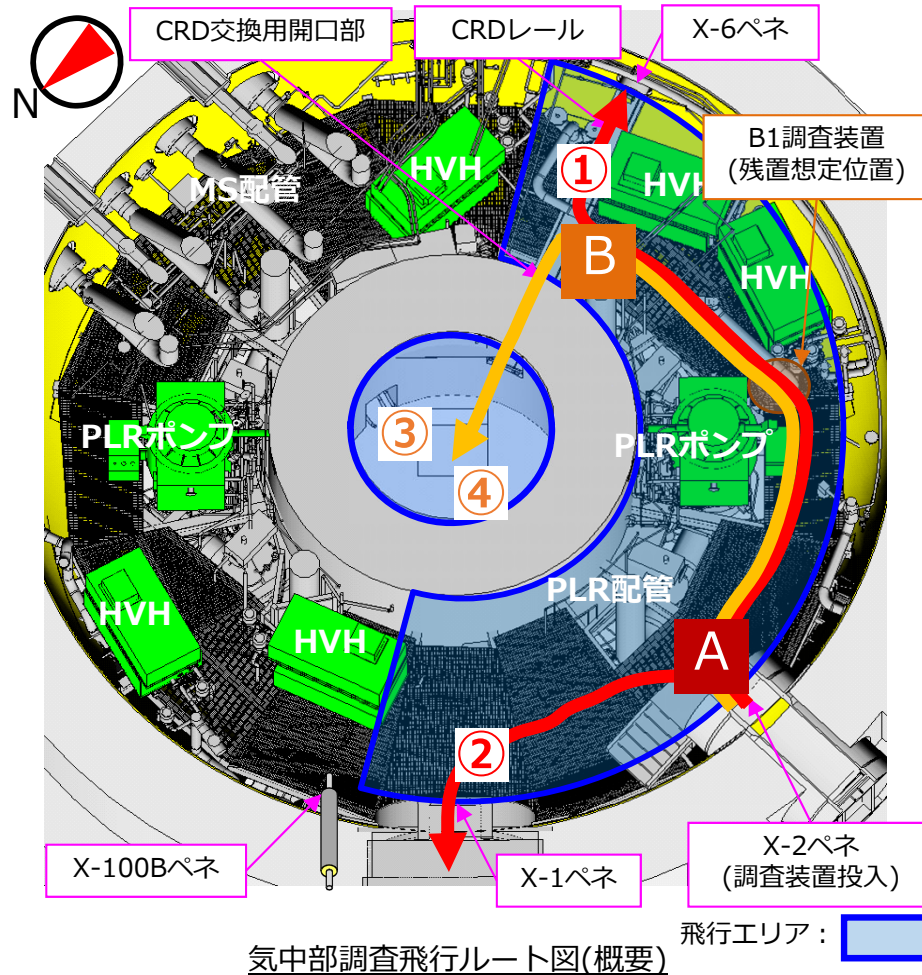 CRD交換用開口部
CRDレール
X-6ペネ
N
B1調査装置
(残置想定位置)
HVH
①
HVH
MS配管
B
HVH
③
PLRポンプ
PLRポンプ
④
PLR配管
HVH
HVH
A
②
X-100Bペネ
X-1ペネ
X-2ペネ
(調査装置投入)
飛行エリア：
気中部調査飛行ルート図(概要)